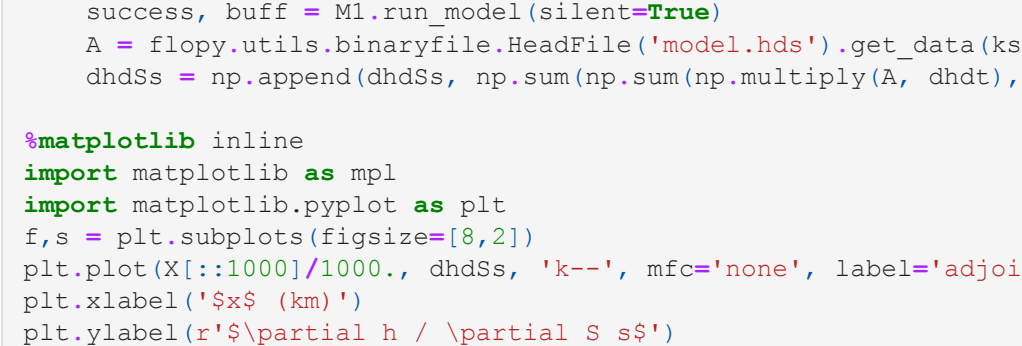 success, buff = M1.run_model(silent=True)
A = flopy.utils.binaryfile.HeadFile('model.hds').get_data(ks
dhdSs = np.append(dhdSs, np.sum(np.sum(np.multiply(A, dhdt),
%matplotlib inline
import matplotlib as mpl
import matplotlib.pyplot as plt
f,s = plt.subplots(figsize=[8,2])
plt.plot(X[::1000]/1000., dhdSs, 'k--', mfc='none', label='adjoi
plt.xlabel('$x$ (km)')
plt.ylabel(r'$\partial h / \partial S s$')